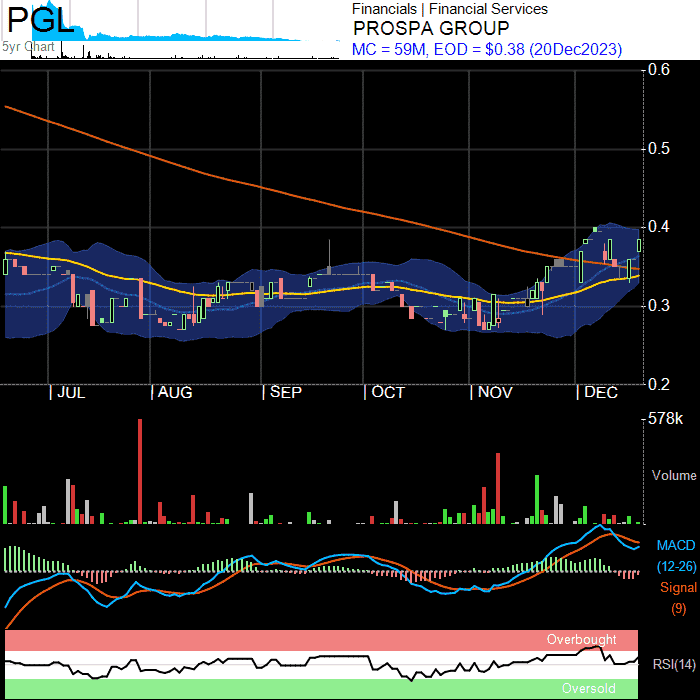 PGL
5yr Chart
Financials | Financial Services
PROSPA GROUP
MC = 59M, EOD = $0.38 (20Dec2023)
0.6
0.5
0.4
0.3
0.2
| JUL | AUG | SEP | OCT | NOV | DEC
578k
Volume
MACD
(12-26)
Signal
(9)
Overbought
RSI(14)
Oversold